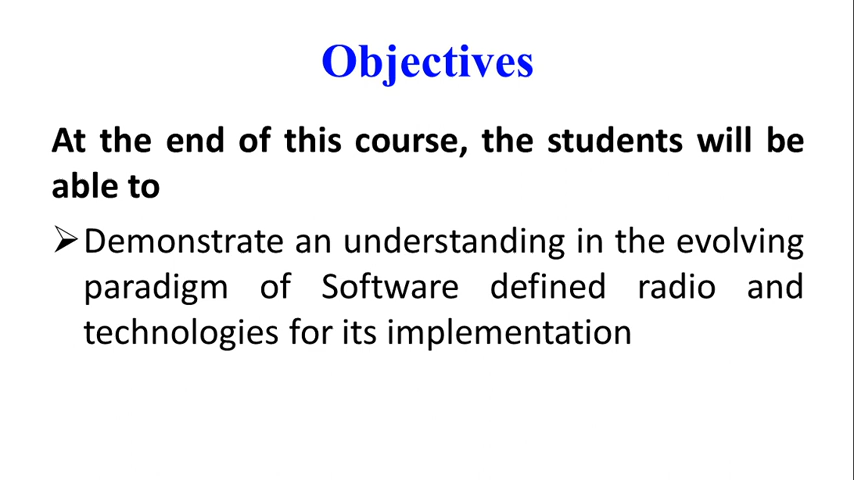 Objectives
At the end of this course, the students will be
able to
➢Demonstrate an understanding in the evolving
paradigm of Software defined radio and
technologies for its implementation